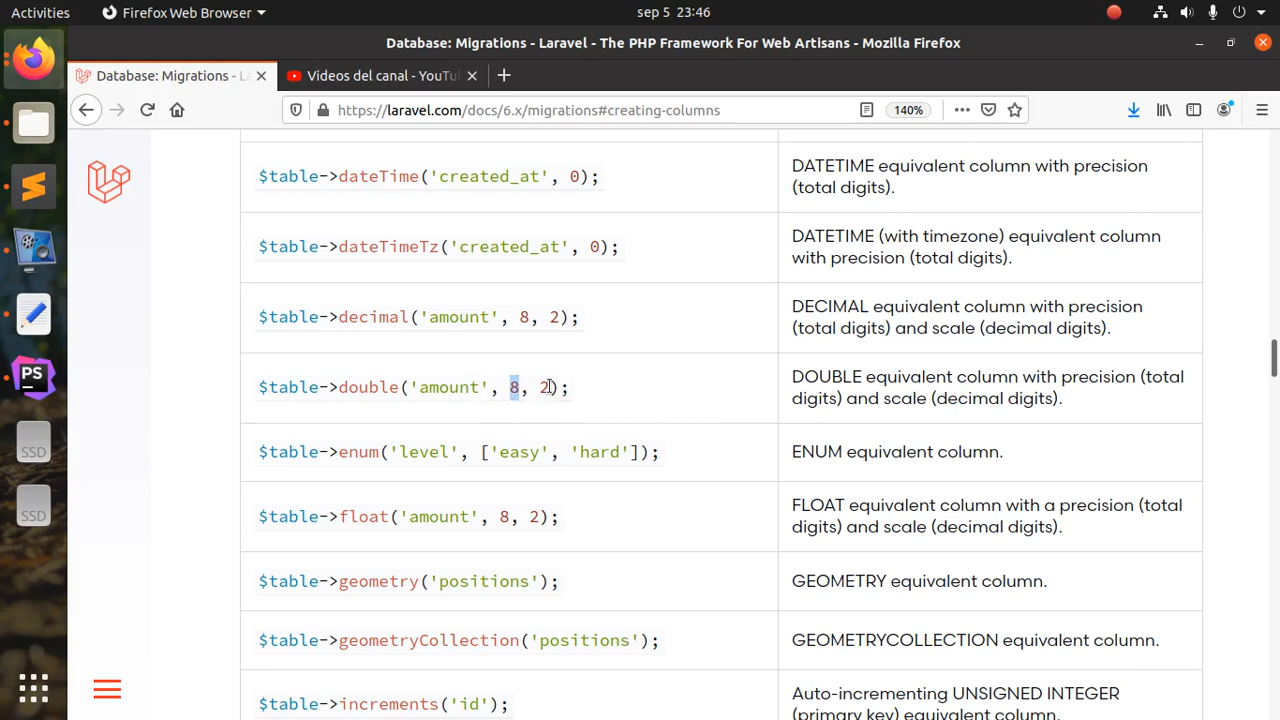 Activities
Firefox Web Browser
sep 5 23:46
Database: Migrations - Laravel - The PHP Framework For Web Artisans - Mozilla Firefox
Database: Migrations - La
Videos del canal - YouTu
https://laravel.com/docs/6.x/migrations#creating-columns
140%
$table->dateTime('created_at', 0);
DATETIME equivalent column with precision
(total digits).
$table->dateTimeTz('created_at', 0);
DATETIME (with timezone) equivalent column
with precision (total digits).
$table->decimal('amount', 8, 2);
DECIMAL equivalent column with precision
(total digits) and scale (decimal digits).
$table->double('amount', 8, 2);
DOUBLE equivalent column with precision (total
digits) and scale (decimal digits).
$table->enum('level', ['easy', 'hard']);
ENUM equivalent column.
$table->float('amount', 8, 2);
FLOAT equivalent column with a precision (total
digits) and scale (decimal digits).
$table->geometry('positions');
GEOMETRY equivalent column.
$table->geometryCollection('positions');
GEOMETRYCOLLECTION equivalent column.
$table->increments('id');
Auto-incrementing UNSIGNED INTEGER
(primary key) equivalent column.
PS
SSD
SSD